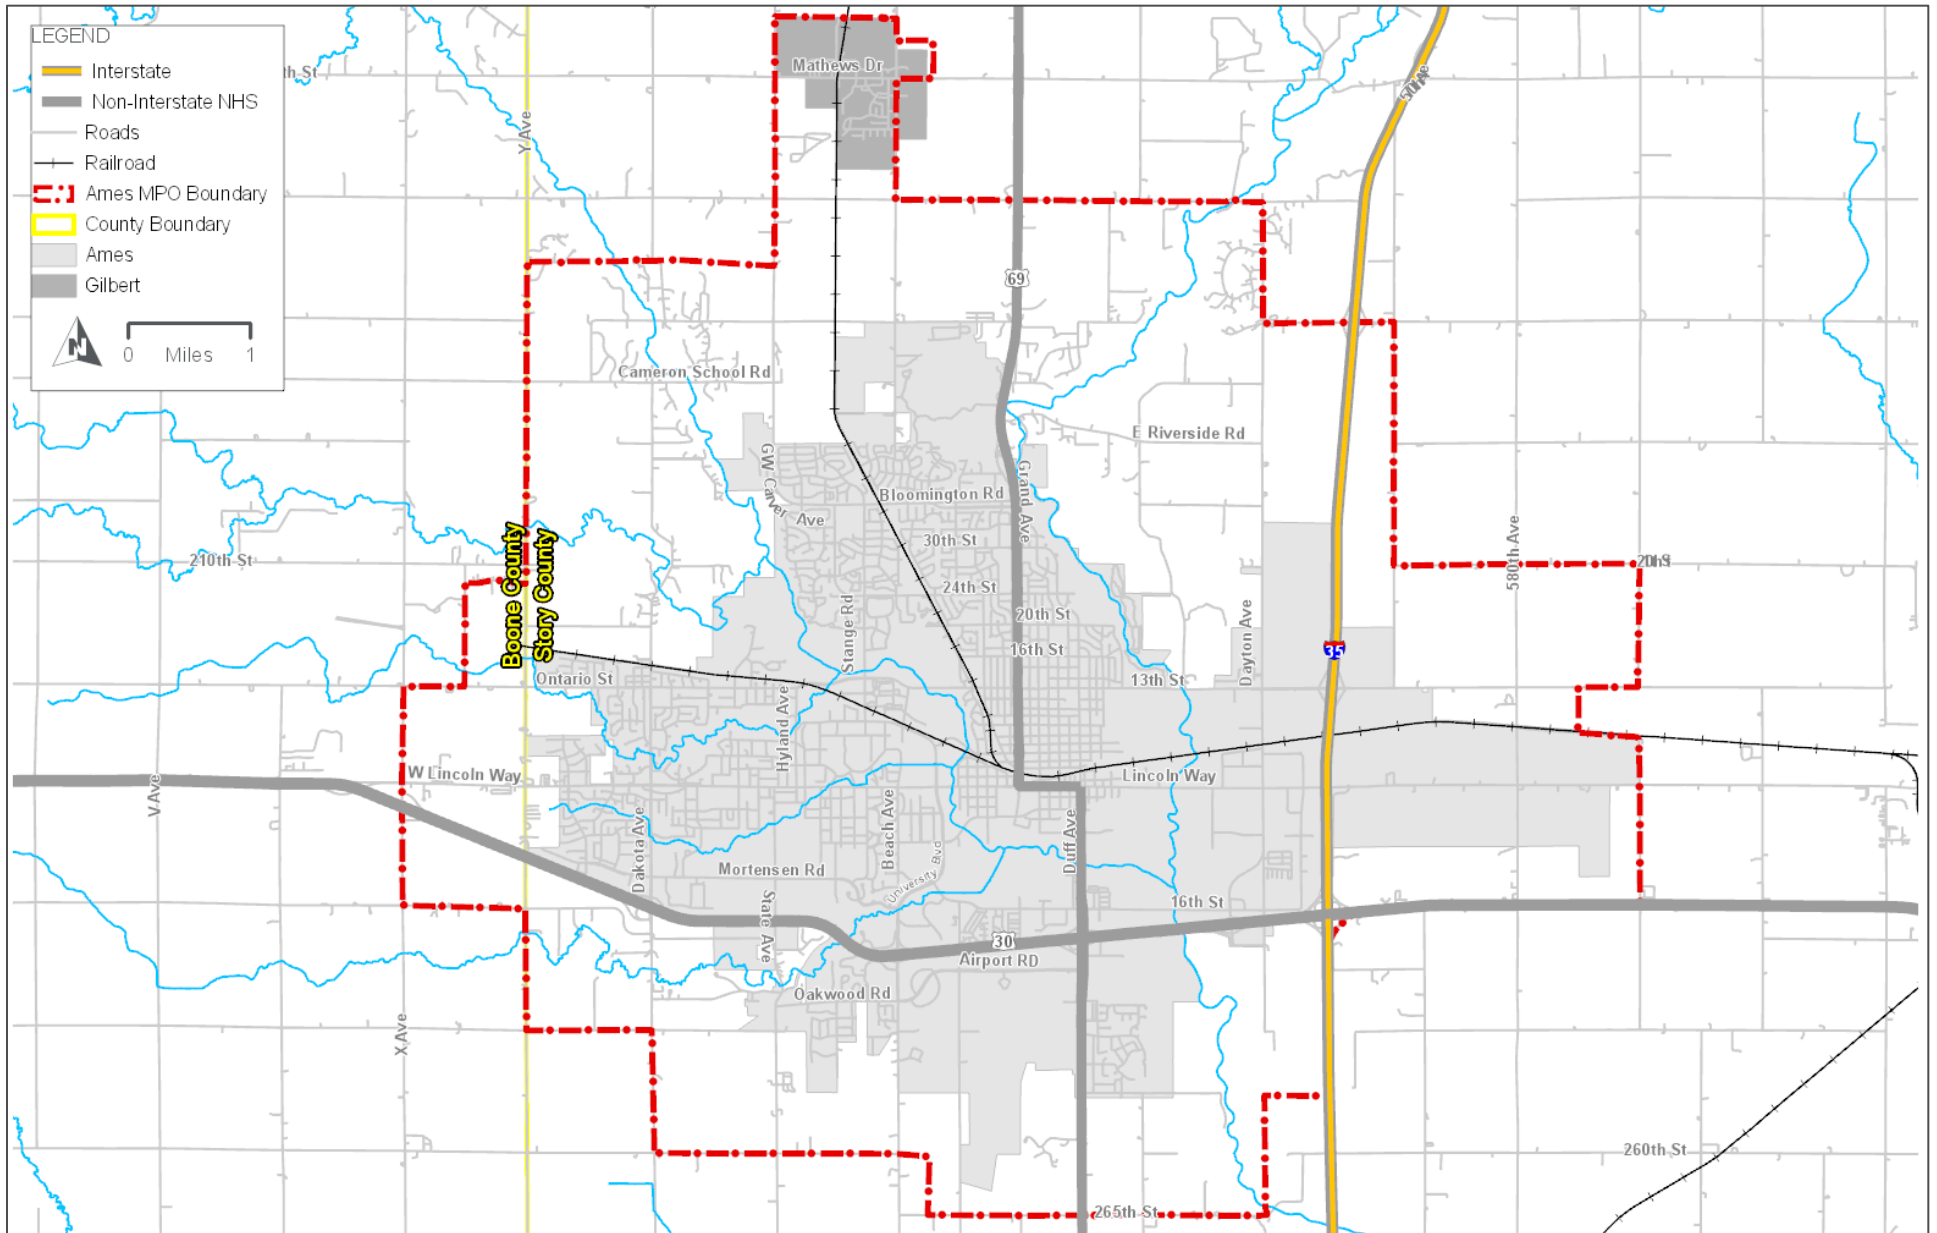 LEGEND
Interstate
Non-Interstate NHS
Roads
Railroad
Ames MPO Boundary
County Boundary
Ames
Gilbert
N
0 Miles 1
th St
Y Ave
Mathews Dr
69
Cameron School Rd
E Riverside Rd
GW Carver Ave
Grand Ave
Bloomington Rd
30th St
24th St
20th St
16th St
210th St
Boone County
Story County
580th Ave
Stange Rd
Dayton Ave
35
Ontario St
13th St
Hyland Ave
W Lincoln Way
Lincoln Way
V Ave
Dakota Ave
Beach Ave
Duff Ave
Mortensen Rd
University Blvd
State Ave
16th St
30
Airport RD
Oakwood Rd
X Ave
260th St
265th St